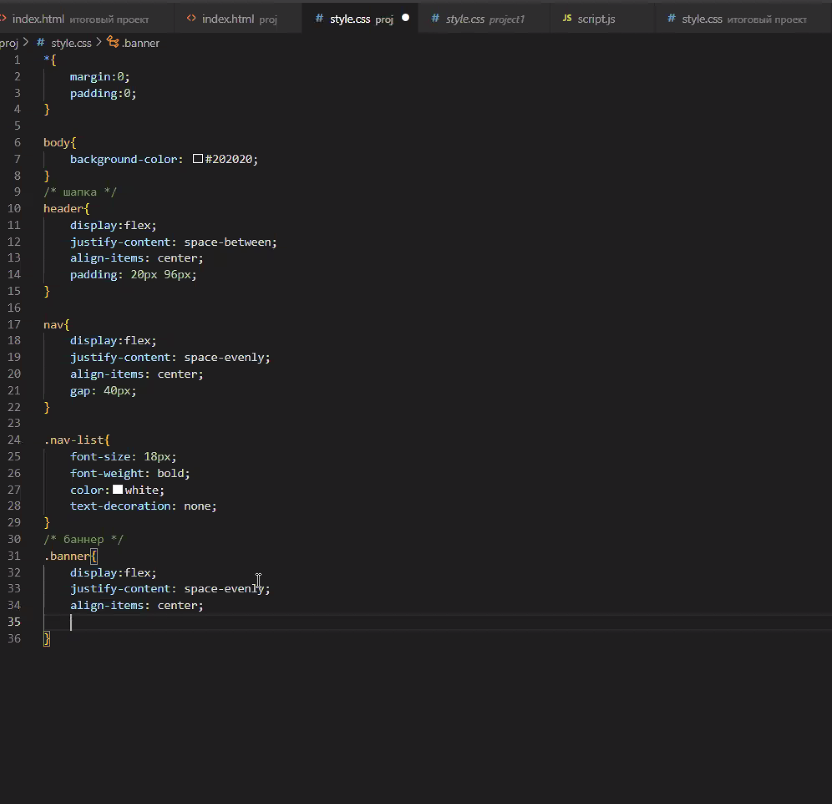 index.html итоговый проект index.html proj style.css proj style.css project1 JS script.js style.css итоговый проект
proj > # style.css > .banner
1 *{
2 margin:0;
3 padding:0;
4 }
5
6 body{
7 background-color: #202020;
8 }
9 /* шапка */
10 header{
11 display:flex;
12 justify-content: space-between;
13 align-items: center;
14 padding: 20px 96px;
15 }
16
17 nav{
18 display:flex;
19 justify-content: space-evenly;
20 align-items: center;
21 gap: 40px;
22 }
23
24 .nav-list{
25 font-size: 18px;
26 font-weight: bold;
27 color: white;
28 text-decoration: none;
29 }
30 /* баннер */
31 .banner{
32 display:flex;
33 justify-content: space-evenly;
34 align-items: center;
35
36 }